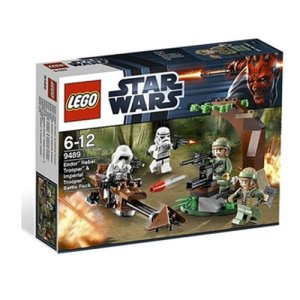 LEGO
STAR
WARS
6-12
9489
Endor Rebel
Trooper &
Imperial
Trooper
Battle Pack